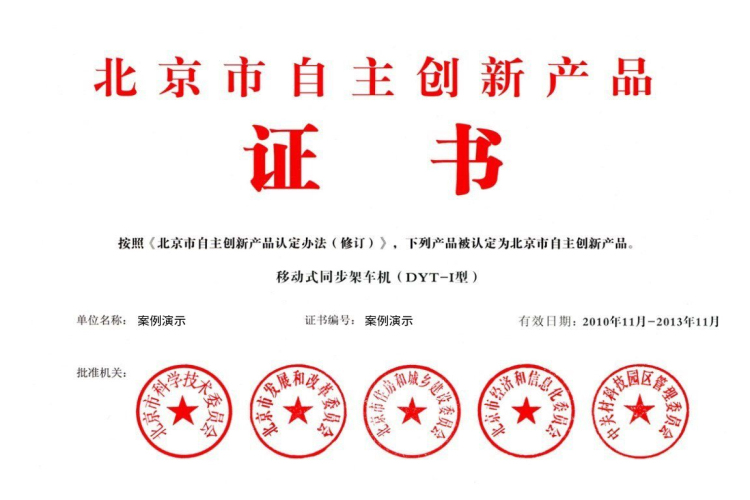 北京市自主创新产品
证书
按照《北京市自主创新产品认定办法(修订)》,下列产品被认定为北京市自主创新产品。
移动式同步架车机(DYT-I型)
单位名称: 案例演示
证书编号: 案例演示
有效日期: 2010年11月-2013年11月
批准机关:
北京市科学技术委员会
北京市发展和改革委员会
北京市住房和城乡建设委员会
北京市经济和信息化委员会
中关村科技园区管理委员会